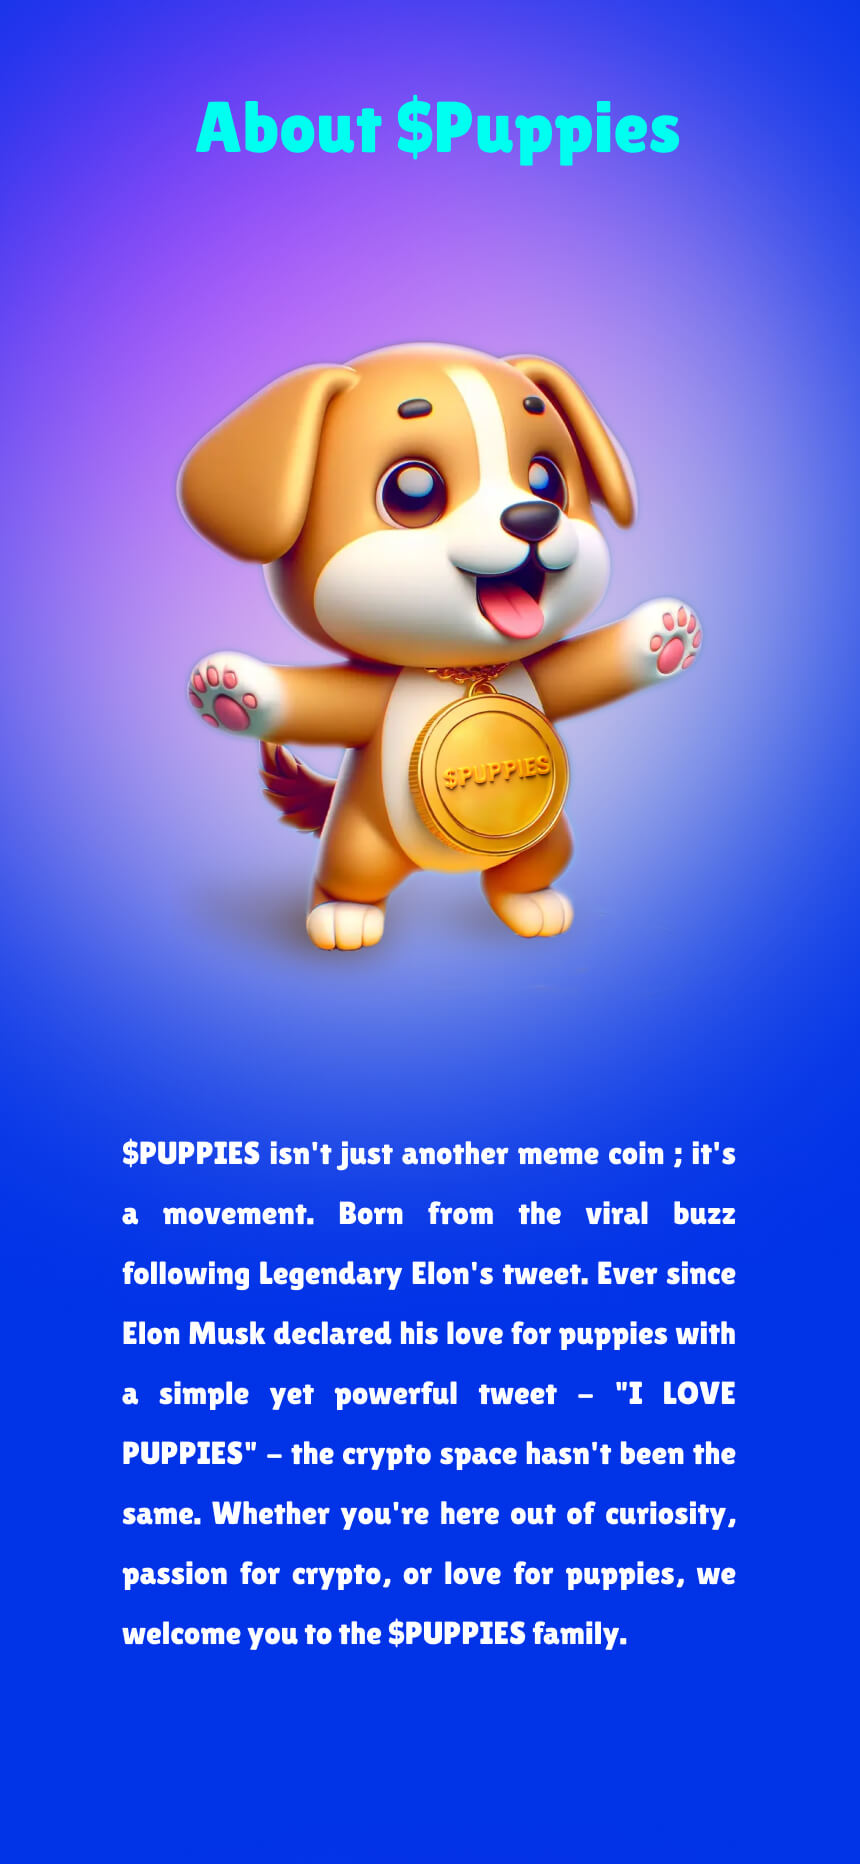 About $Puppies
$PUPPIES
$PUPPIES isn't just another meme coin ; it's
a movement. Born from the viral buzz
following Legendary Elon's tweet. Ever since
Elon Musk declared his love for puppies with
a simple yet powerful tweet – "I LOVE
PUPPIES" – the crypto space hasn't been the
same. Whether you're here out of curiosity,
passion for crypto, or love for puppies, we
welcome you to the $PUPPIES family.